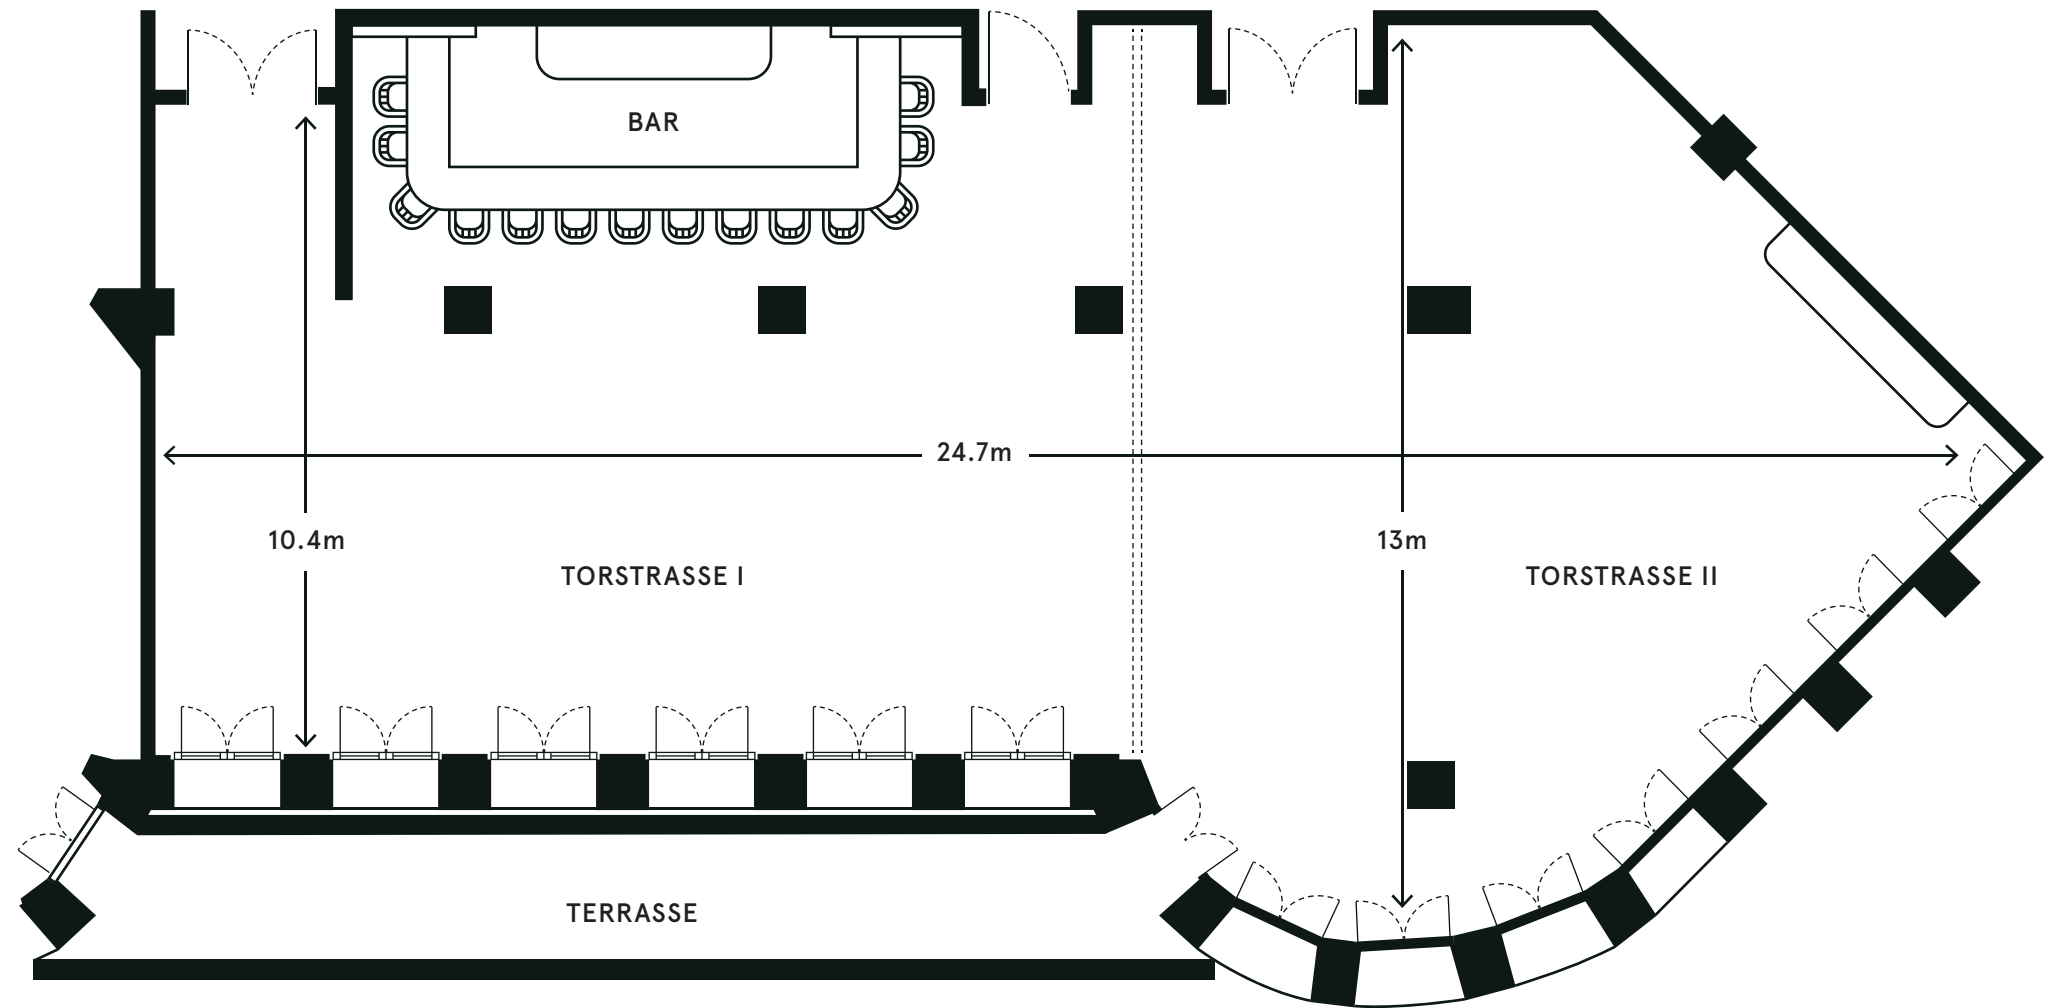 BAR
24.7m
10.4m
13m
TORSTRASSE I
TORSTRASSE II
TERRASSE